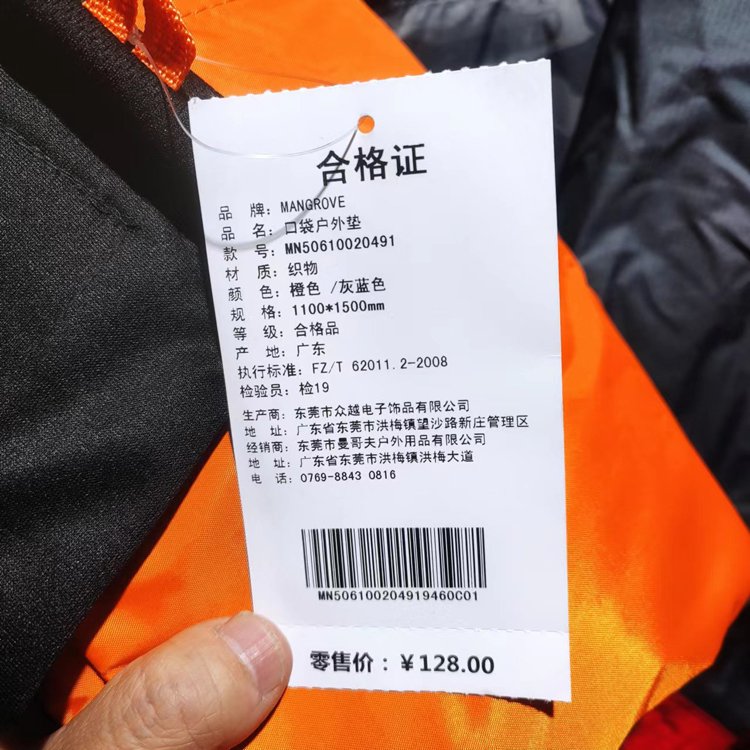 合格证
品 牌：MANGROVE
品 名：口袋户外垫
款 号：MN50610020491
材 质：织物
颜 色：橙色 /灰蓝色
规 格：1100*1500mm
等 级：合格品
产 地：广东
执行标准：FZ/T 62011.2-2008
检验员：检19
生产商：东莞市众越电子饰品有限公司
地 址：广东省东莞市洪梅镇望沙路新庄管理区
经销商：东莞市曼哥夫户外用品有限公司
地 址：广东省东莞市洪梅镇洪梅大道
电 话：0769-8843 0816
MN506100204919460C01
零售价：￥128.00